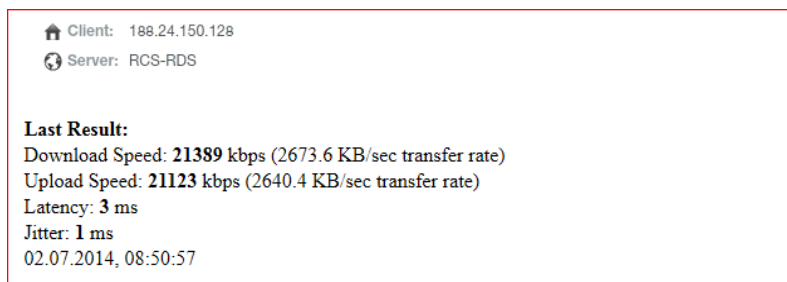 Client: 188.24.150.128
Server: RCS-RDS
Last Result:
Download Speed: 21389 kbps (2673.6 KB/sec transfer rate)
Upload Speed: 21123 kbps (2640.4 KB/sec transfer rate)
Latency: 3 ms
Jitter: 1 ms
02.07.2014, 08:50:57